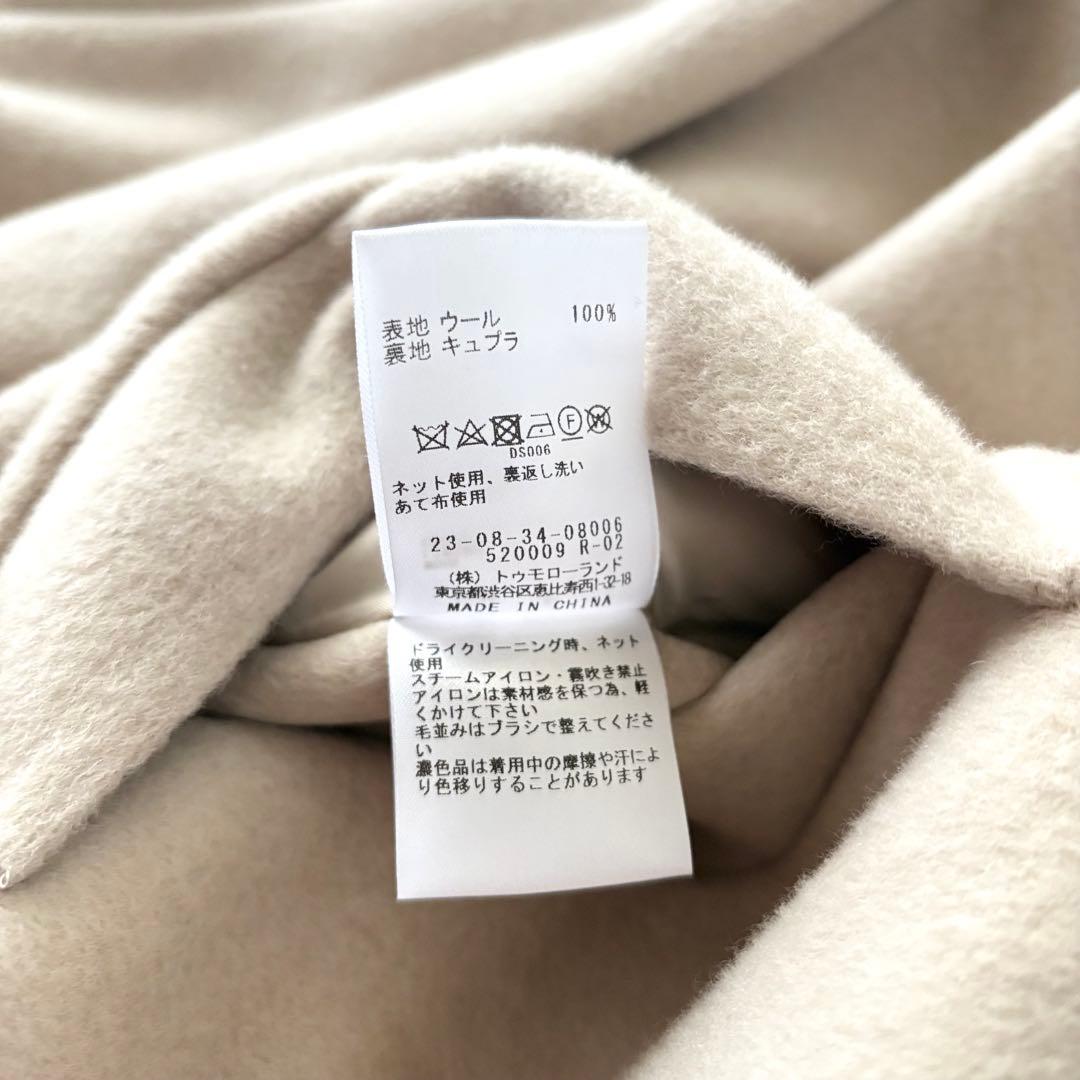 表地 ウール 100%
裏地 キュプラ
F W
DS006
ネット使用、裏返し洗い
あて布使用
23-08-34-08006
520009 R-02
(株) トゥモローランド
東京都渋谷区恵比寿西1-32-18
MADE IN CHINA
ドライクリーニング時、ネット
使用
スチームアイロン・霧吹き禁止
アイロンは素材感を保つ為、軽
くかけて下さい
毛並みはブラシで整えてくださ
い
濃色品は着用中の摩擦や汗によ
り色移りすることがあります